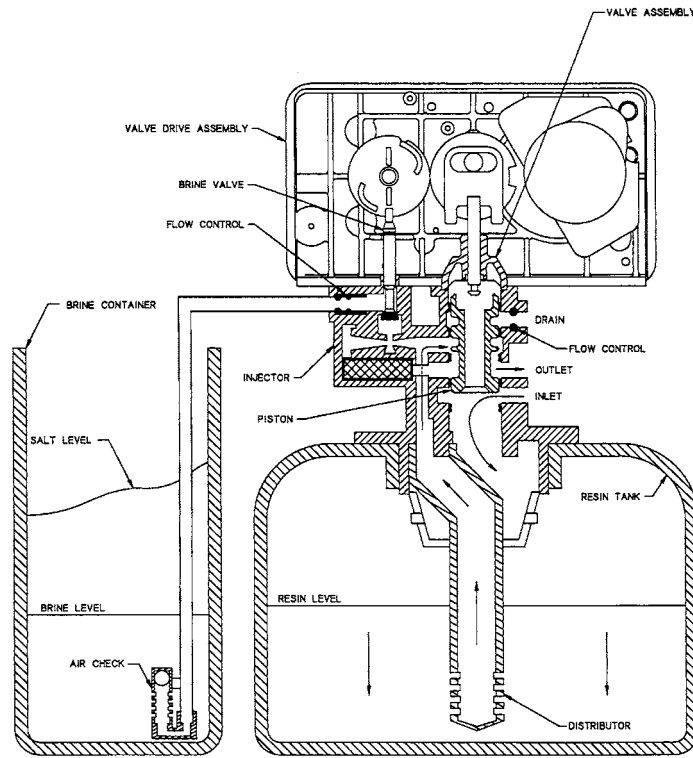 VALVE ASSEMBLY
VALVE DRIVE ASSEMBLY
BRINE VALVE
FLOW CONTROL
BRINE CONTAINER
DRAIN
FLOW CONTROL
INJECTOR
OUTLET
INLET
PISTON
SALT LEVEL
RESIN TANK
BRINE LEVEL
RESIN LEVEL
AIR CHECK
DISTRIBUTOR